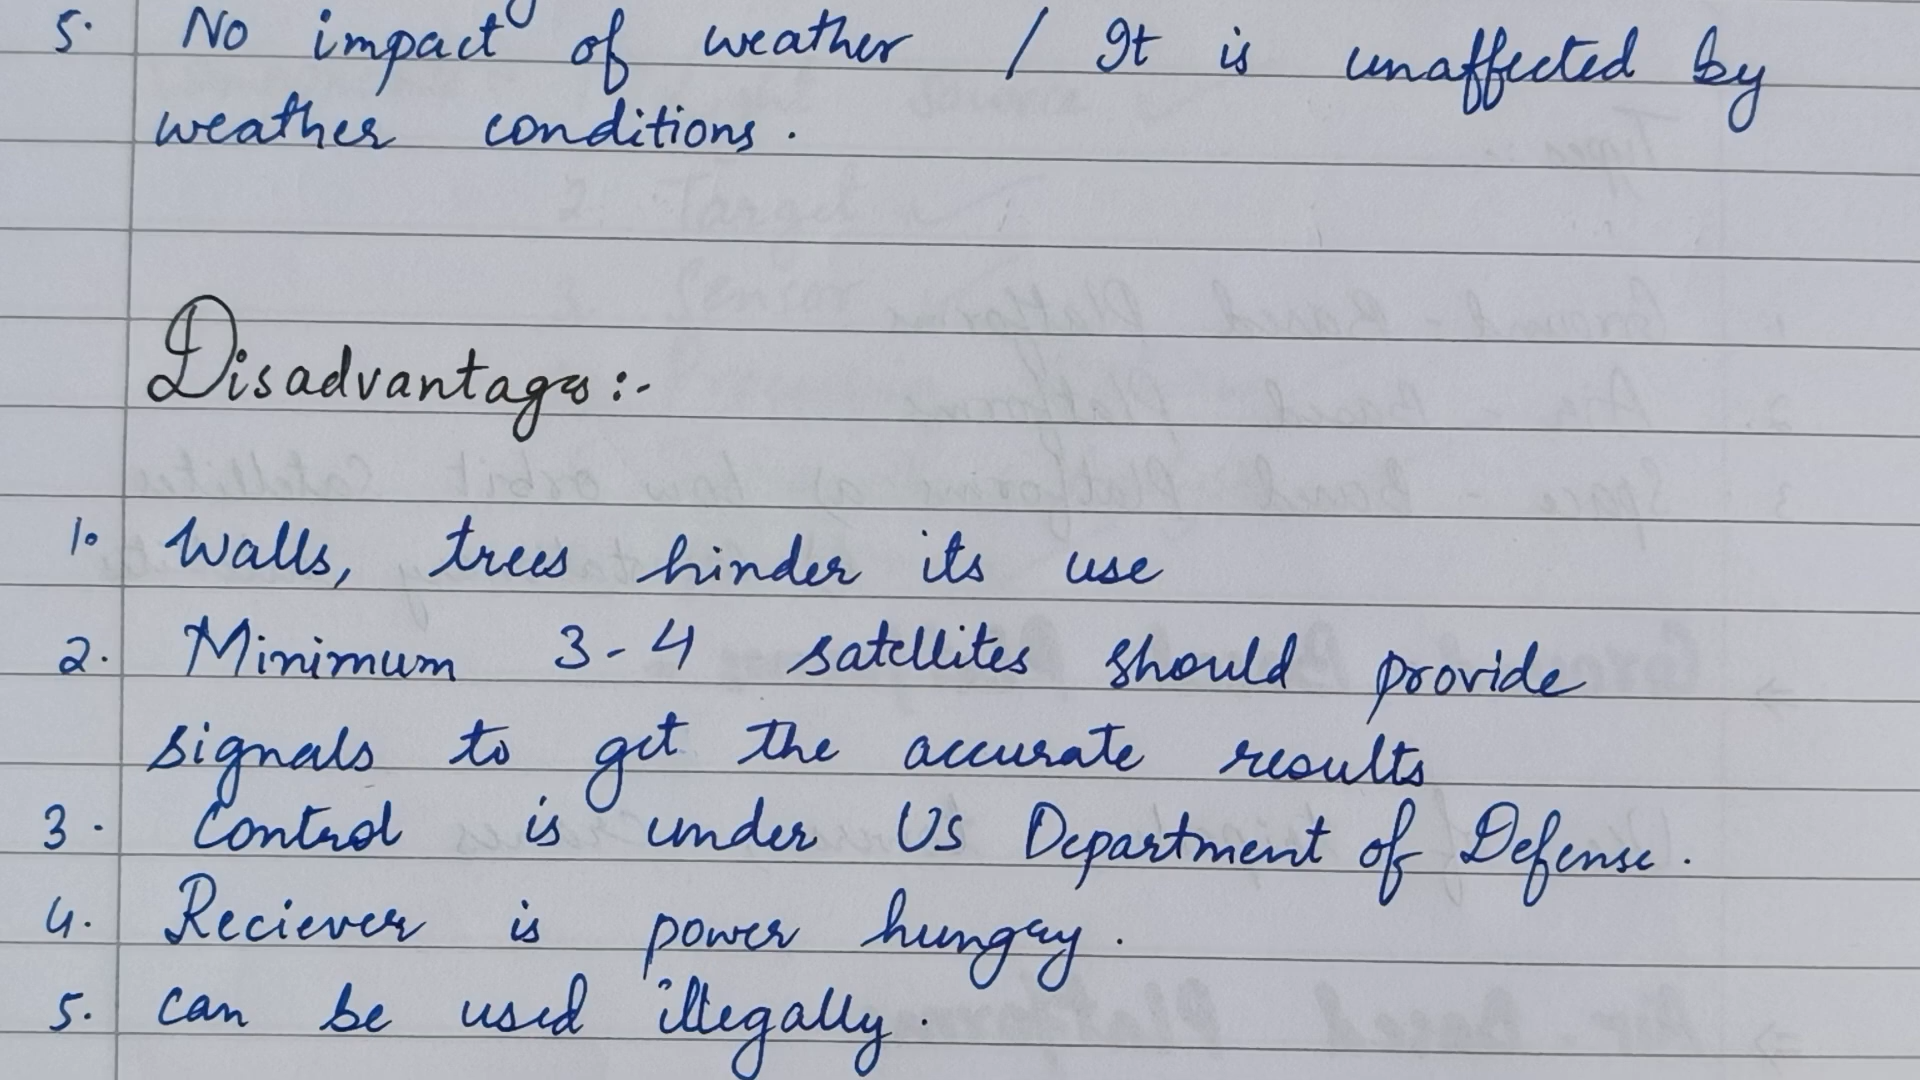 5. No impact of weather / It is unaffected by
weather conditions.
Disadvantages:-
1. Walls, trees hinder its use
2. Minimum 3-4 satellites should provide
signals to get the accurate results
3. Control is under US Department of Defense.
4. Reciever is power hungry.
5. can be used illegally.